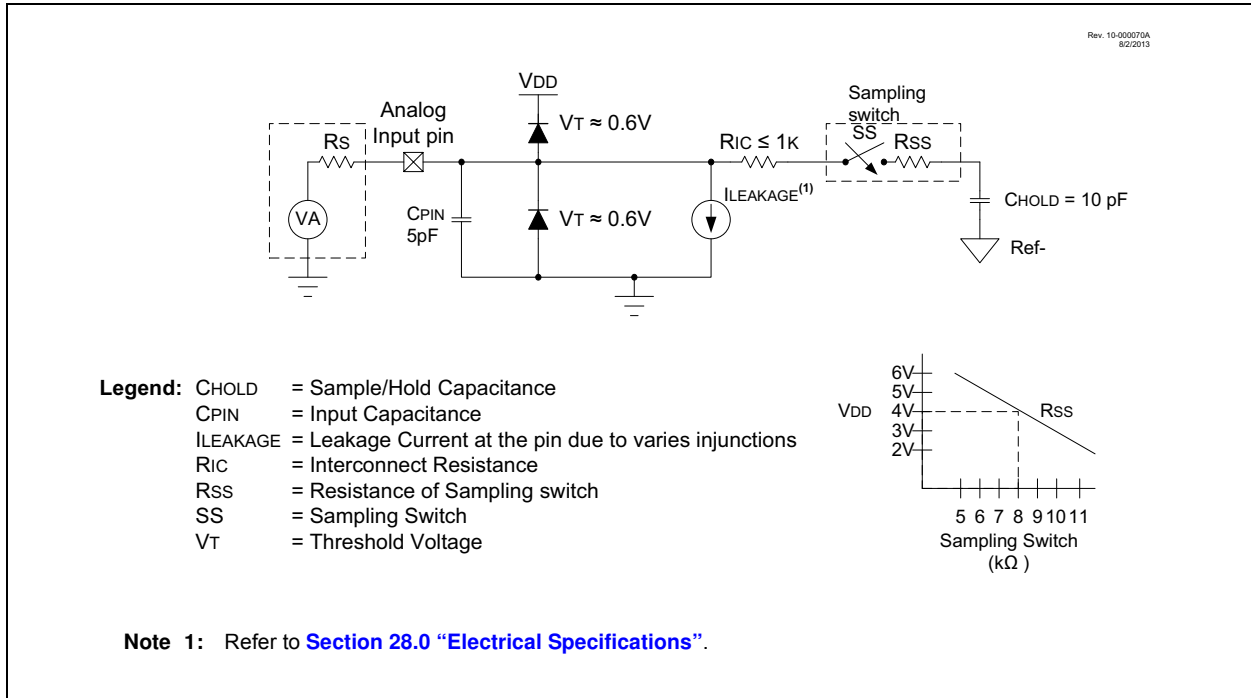 Rev. 10-000070A
8/2/2013
VDD
Sampling
switch
Analog
Input pin
VT ≈ 0.6V
SS
RSS
RS
RIC ≤ 1K
VA
CPIN
5pF
VT ≈ 0.6V
ILEAKAGE(1)
CHOLD = 10 pF
Ref-
Legend: CHOLD = Sample/Hold Capacitance
CPIN = Input Capacitance
ILEAKAGE = Leakage Current at the pin due to varies injunctions
RIC = Interconnect Resistance
RSS = Resistance of Sampling switch
SS = Sampling Switch
VT = Threshold Voltage
6V
5V
VDD 4V RSS
3V
2V
5 6 7 8 9 10 11
Sampling Switch
(kΩ )
Note 1: Refer to Section 28.0 “Electrical Specifications”.